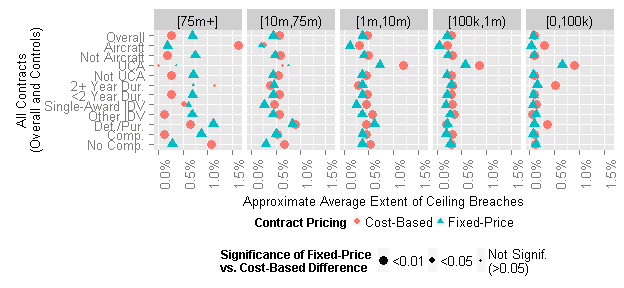 [75m+] [10m,75m) [1m,10m) [100k,1m) [0,100k)
All Contracts
(Overall and Controls)
Overall
Aircraft
Not Aircraft
UCA
Not UCA
2+ Year Dur.
<2 Year Dur.
Single-Award IDV
Other IDV
Def./Pur.
Comp.
No Comp.
0.0% 0.5% 1.0% 1.5% 0.0% 0.5% 1.0% 1.5% 0.0% 0.5% 1.0% 1.5% 0.0% 0.5% 1.0% 1.5% 0.0% 0.5% 1.0% 1.5%
Approximate Average Extent of Ceiling Breaches
Contract Pricing Cost-Based Fixed-Price
Significance of Fixed-Price
vs. Cost-Based Difference
<0.01 <0.05 Not Signif.
(>0.05)